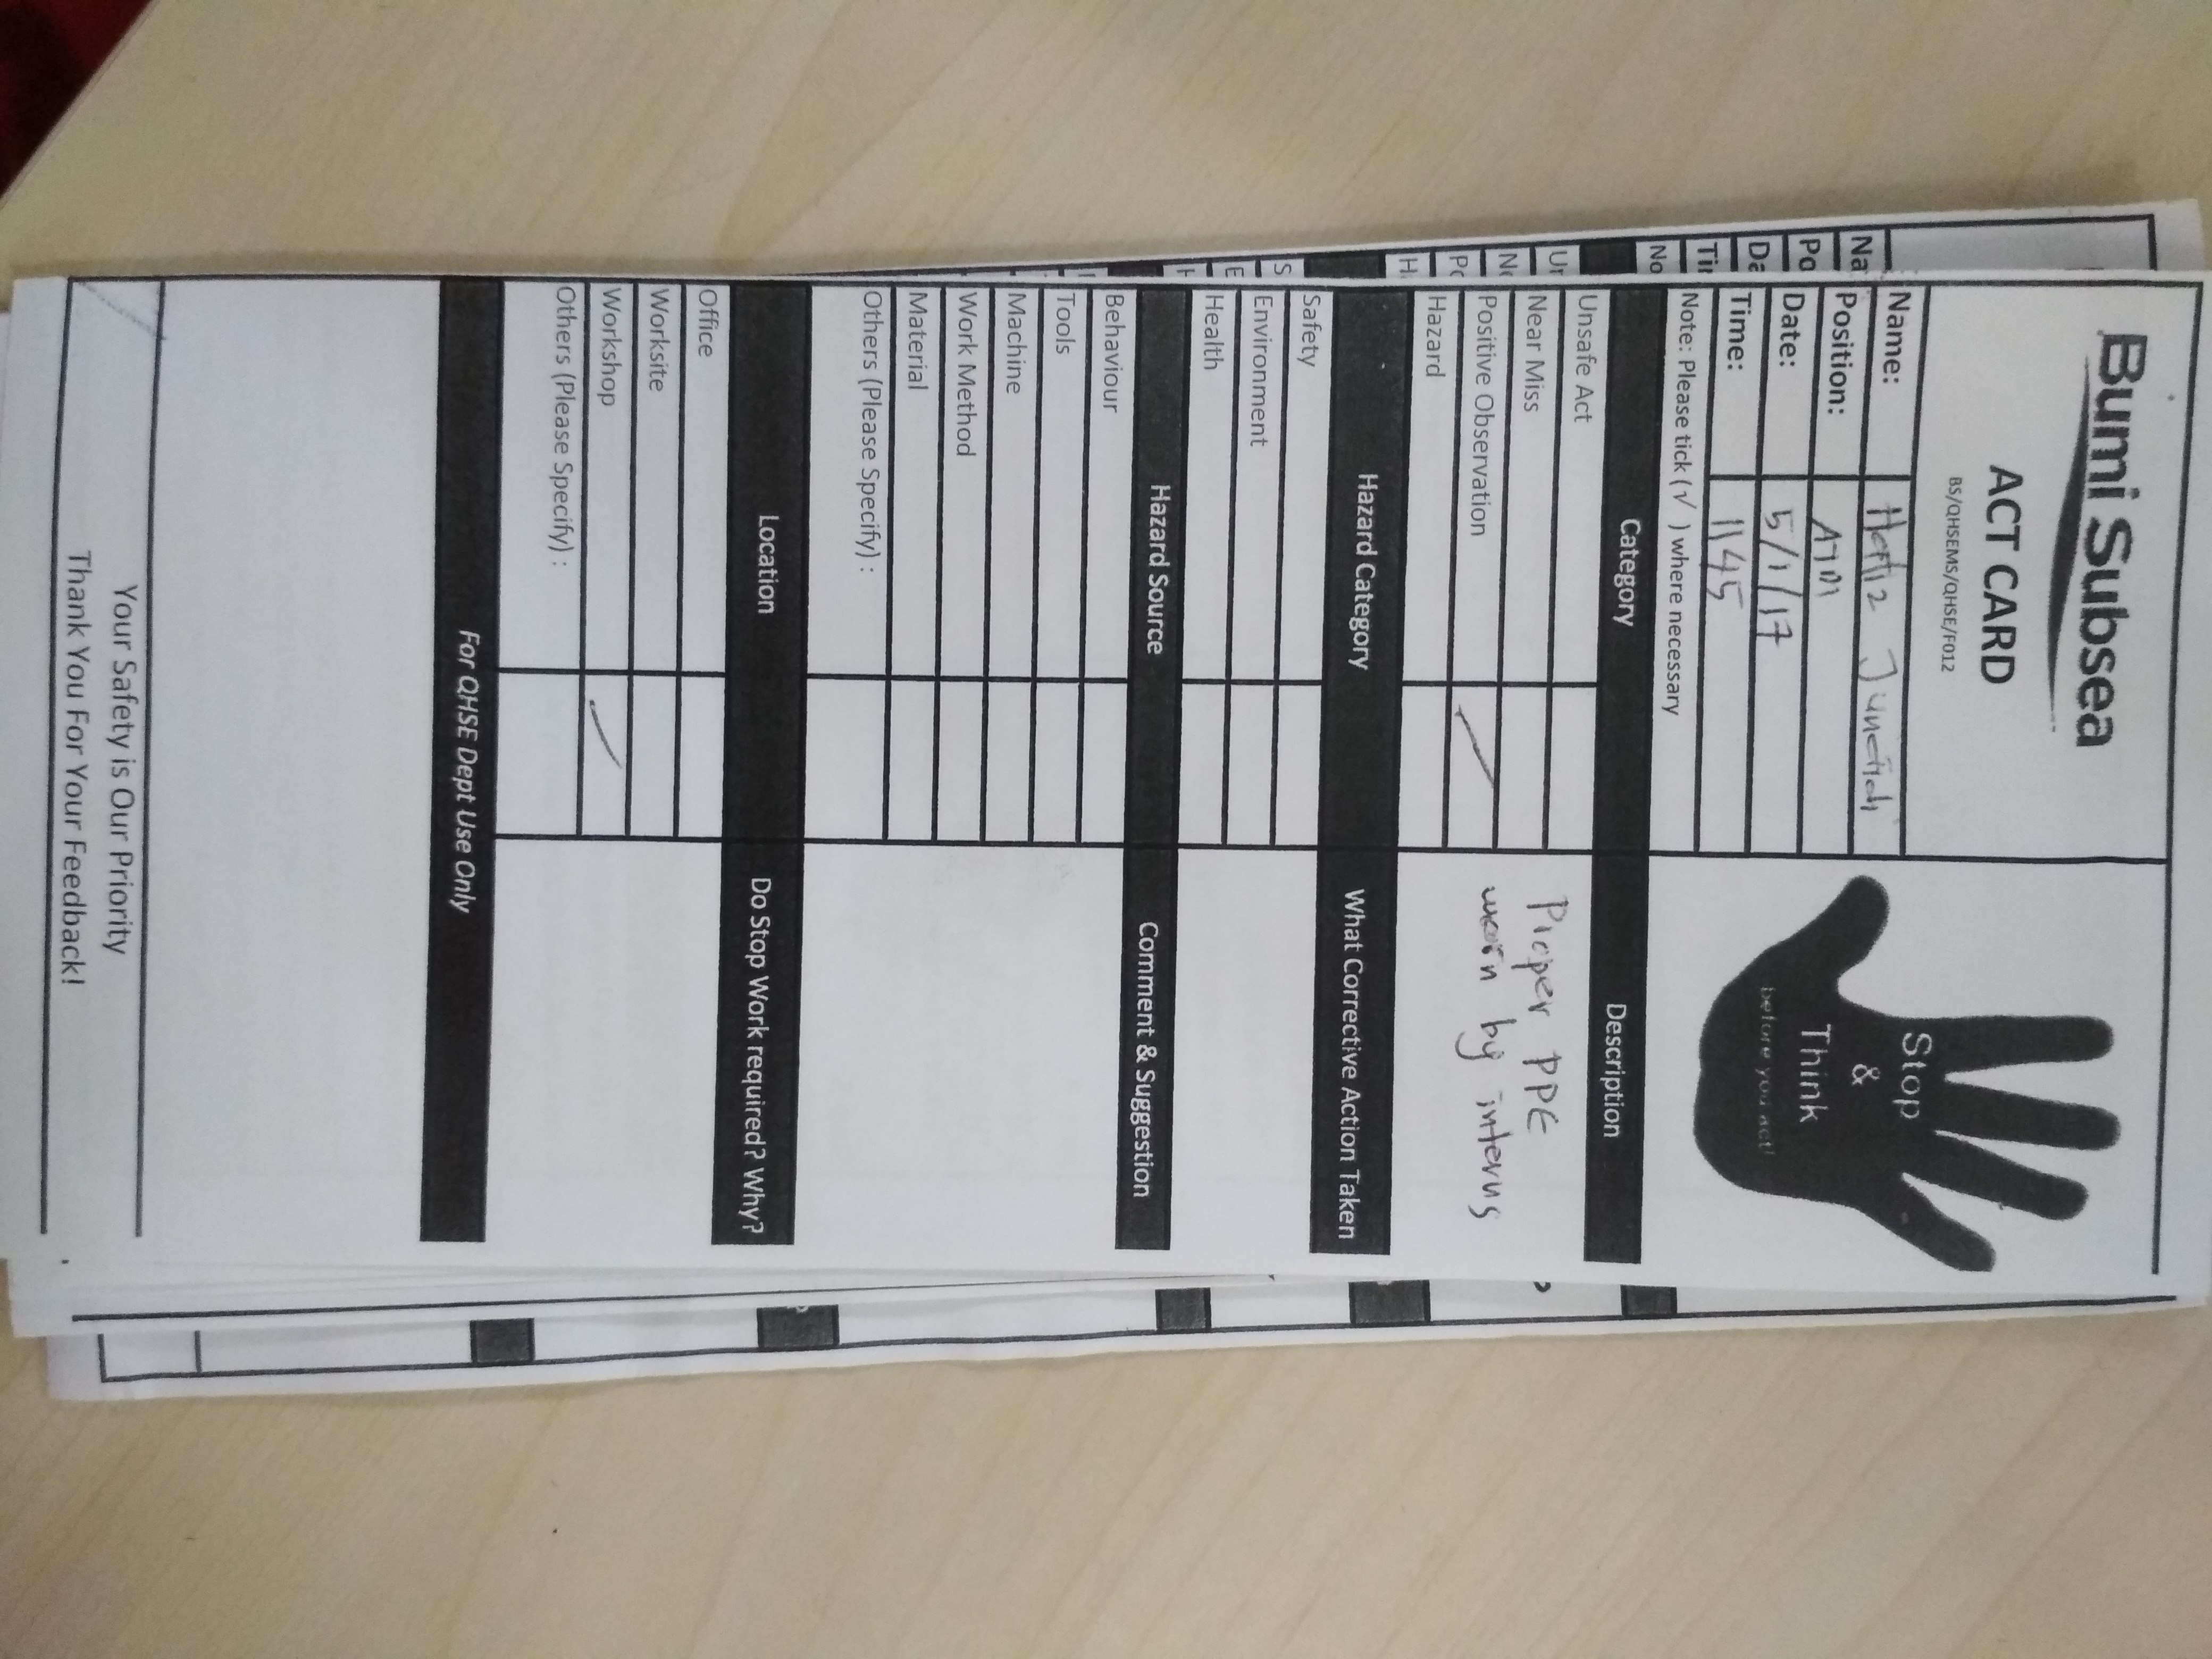 Bumi Subsea
ACT CARD
BS/QHSEMS/QHSE/F012
Stop
&
Think
before you act!
Name:
Position:
Date: 5/1/17
Time: 1145
Note: Please tick (√ ) where necessary
Category Description
Unsafe Act
Near Miss
Positive Observation
Hazard
Proper PPE
worn by interns
Hazard Category What Corrective Action Taken
Safety
Environment
Health
Hazard Source Comment & Suggestion
Behaviour
Tools
Machine
Work Method
Material
Others (Please Specify) :
Location Do Stop Work required? Why?
Office
Worksite
Workshop
Others (Please Specify) :
For QHSE Dept Use Only
Your Safety is Our Priority
Thank You For Your Feedback!